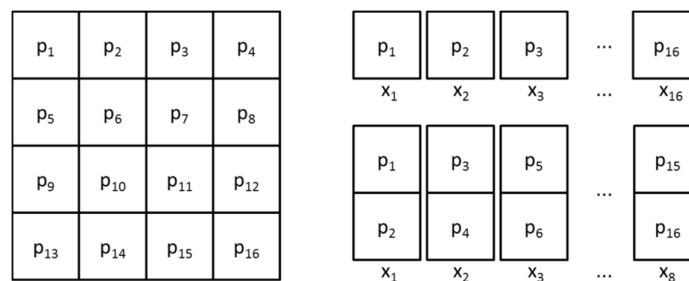 p₁ p₂ p₃ p₄
p₅ p₆ p₇ p₈
p₉ p₁₀ p₁₁ p₁₂
p₁₃ p₁₄ p₁₅ p₁₆
p₁ p₂ p₃ ... p₁₆
x₁ x₂ x₃ ... x₁₆
p₁ p₃ p₅ ... p₁₅
p₂ p₄ p₆ p₁₆
x₁ x₂ x₃ ... x₈